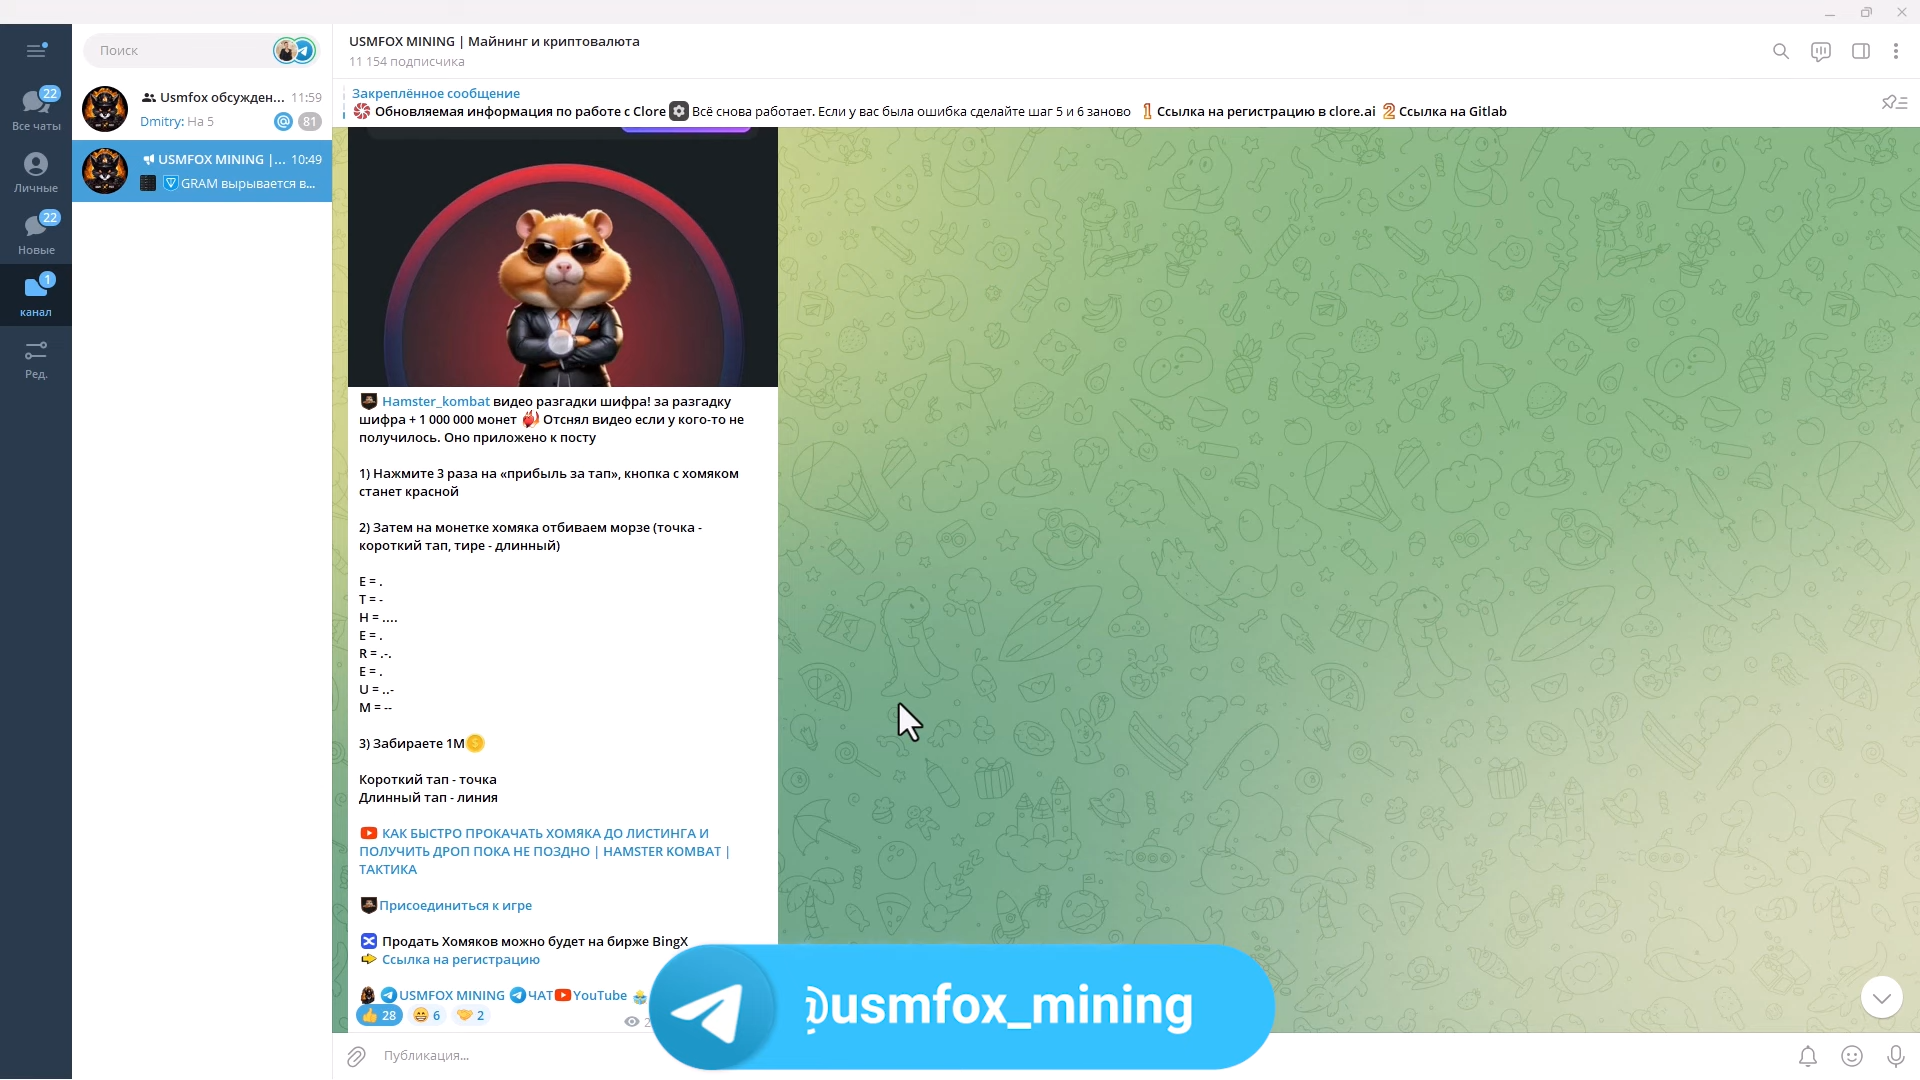 Поиск
22
Все чаты
Личные
22
Новые
1
канал
Ред.
Usmfox обсужден... 11:59
Dmitry: На 5
81
USMFOX MINING |... 10:49
GRAM вырывается в...
USMFOX MINING | Майнинг и криптовалюта
11 154 подписчика
Закреплённое сообщение
Обновляемая информация по работе с Clore Всё снова работает. Если у вас была ошибка сделайте шаг 5 и 6 заново 1 Ссылка на регистрацию в clore.ai 2 Ссылка на Gitlab
Hamster_kombat видео разгадки шифра! за разгадку
шифра + 1 000 000 монет Отснял видео если у кого-то не
получилось. Оно приложено к посту
1) Нажмите 3 раза на «прибыль за тап», кнопка с хомяком
станет красной
2) Затем на монетке хомяка отбиваем морзе (точка -
короткий тап, тире - длинный)
E = .
T = -
H = ....
E = .
R = .-.
E = .
U = ..-
M = --
3) Забираете 1М
Короткий тап - точка
Длинный тап - линия
КАК БЫСТРО ПРОКАЧАТЬ ХОМЯКА ДО ЛИСТИНГА И
ПОЛУЧИТЬ ДРОП ПОКА НЕ ПОЗДНО | HAMSTER KOMBAT |
ТАКТИКА
Присоединиться к игре
Продать Хомяков можно будет на бирже BingX
Ссылка на регистрацию
USMFOX MINING ЧАТ YouTube
28 6 2
@usmfox_mining
Публикация...